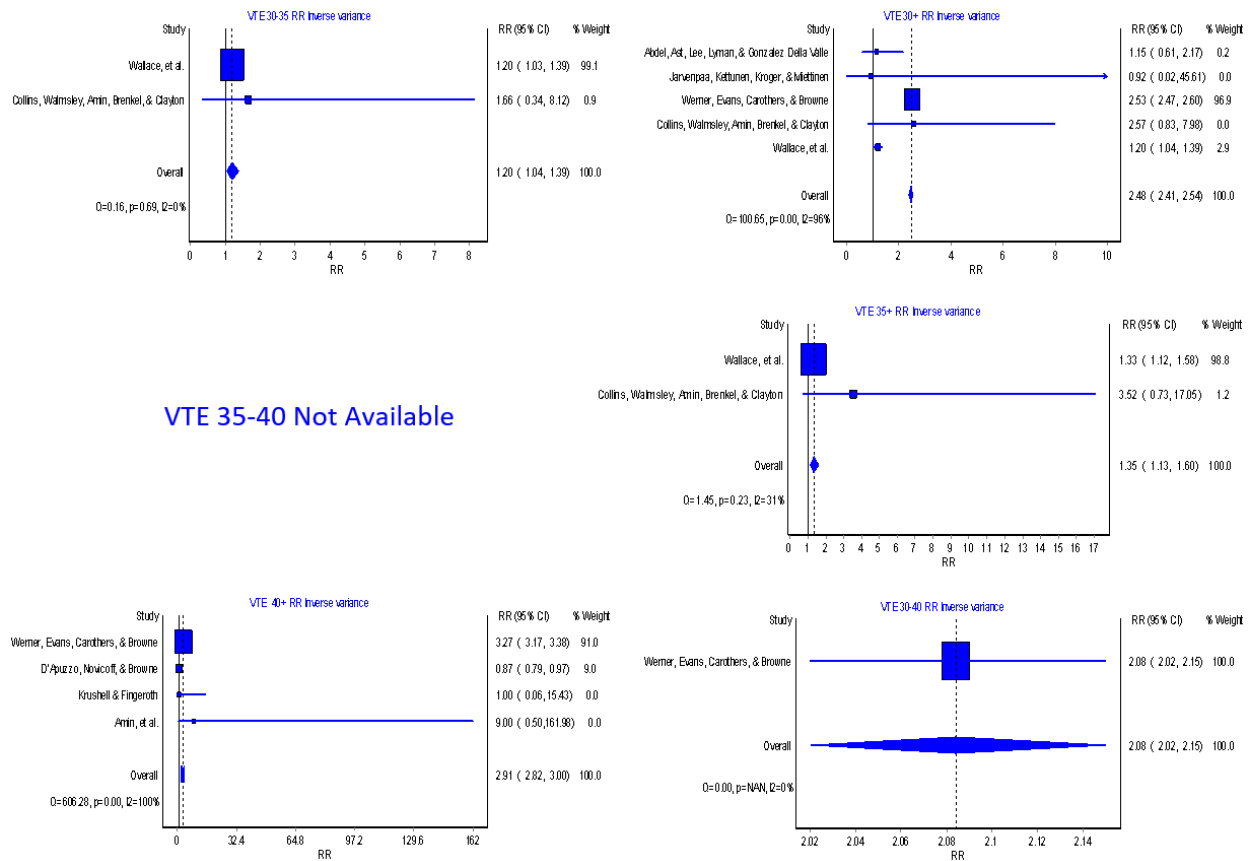 VTE 30-35 RR Inverse variance
Study RR (95% CI) % Weight
Wallace, et al. 1.20 ( 1.03, 1.39) 99.1
Collins, Walmsley, Amin, Brenkel, & Clayton 1.66 ( 0.34, 8.12) 0.9
Overall 1.20 ( 1.04, 1.39) 100.0
Q=0.16, p=0.69, I2=0%
0 1 2 3 4 5 6 7 8
RR
VTE 30+ RR Inverse variance
Study RR (95% CI) % Weight
Abdel, Ast, Lee, Lyman, & Gonzalez Della Valle 1.15 ( 0.61, 2.17) 0.2
Jarvenpaa, Kettunen, Kroger, & Miettinen 0.92 ( 0.02,45.61) 0.0
Werner, Evans, Carothers, & Browne 2.53 ( 2.47, 2.60) 96.9
Collins, Walmsley, Amin, Brenkel, & Clayton 2.57 ( 0.83, 7.98) 0.0
Wallace, et al. 1.20 ( 1.04, 1.39) 2.9
Overall 2.48 ( 2.41, 2.54) 100.0
Q=100.65, p=0.00, I2=96%
0 2 4 6 8 10
RR
VTE 35-40 Not Available
VTE 35+ RR Inverse variance
Study RR (95% CI) % Weight
Wallace, et al. 1.33 ( 1.12, 1.58) 98.8
Collins, Walmsley, Amin, Brenkel, & Clayton 3.52 ( 0.73, 17.05) 1.2
Overall 1.35 ( 1.13, 1.60) 100.0
Q=1.45, p=0.23, I2=31%
0 1 2 3 4 5 6 7 8 9 10 11 12 13 14 15 16 17
RR
VTE 40+ RR Inverse variance
Study RR (95% CI) % Weight
Werner, Evans, Carothers, & Browne 3.27 ( 3.17, 3.38) 91.0
D'Apuzzo, Novicoff, & Browne 0.87 ( 0.79, 0.97) 9.0
Krushell & Fingeroth 1.00 ( 0.06,15.43) 0.0
Amin, et al. 9.00 ( 0.50,161.98) 0.0
Overall 2.91 ( 2.82, 3.00) 100.0
Q=606.28, p=0.00, I2=100%
0 32.4 64.8 97.2 129.6 162
RR
VTE 30-40 RR Inverse variance
Study RR (95% CI) % Weight
Werner, Evans, Carothers, & Browne 2.08 ( 2.02, 2.15) 100.0
Overall 2.08 ( 2.02, 2.15) 100.0
Q=0.00, p=NAN, I2=0%
2.02 2.04 2.06 2.08 2.1 2.12 2.14
RR